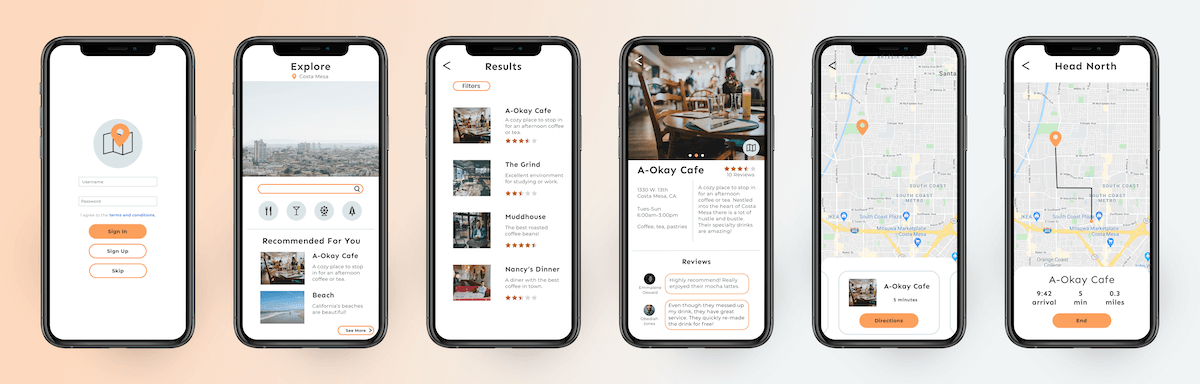 Username
Password
I agree to the terms and conditions.
Sign In
Sign Up
Skip
Explore
Costa Mesa
Recommended For You
A-Okay Cafe
A cozy place to stop
in for an afternoon
coffee or tea.
Beach
California's beaches
are beautiful!
See More
Results
Filters
A-Okay Cafe
A cozy place to stop in
for an afternoon coffee
or tea.
The Grind
Excellent environment
for studying or work.
Muddhouse
The best roasted
coffee beans!
Nancy's Dinner
A diner with the best
coffee in town.
A-Okay Cafe
10 Reviews
1330 W. 13th
Costa Mesa, CA
Tues-Sun
6:00am-3:00pm
Coffee, tea, pastries
A cozy place to stop in
for an afternoon
coffee or tea. Nestled
into the heart of Costa
Mesa there is a lot of
hustle and bustle.
Their specialty drinks
are amazing!
Reviews
Highly recommend! Really
enjoyed their mocha lattes.
Even though they messed up
my drink, they have great
service. They quickly re-made
the drink for free!
Jones
Santa
SOUTH COAST
METRO
IKEA
South Coast Plaza
Mitsuwa Marketplace
Costa Mesa
A-Okay Cafe
5 minutes
Directions
Head North
SOUTH COAST
METRO
IKEA
South Coast Plaza
Mitsuwa Marketplace
Costa Mesa
Orange Coast
College
A-Okay Cafe
9:42
arrival
5
min
0.3
miles
End